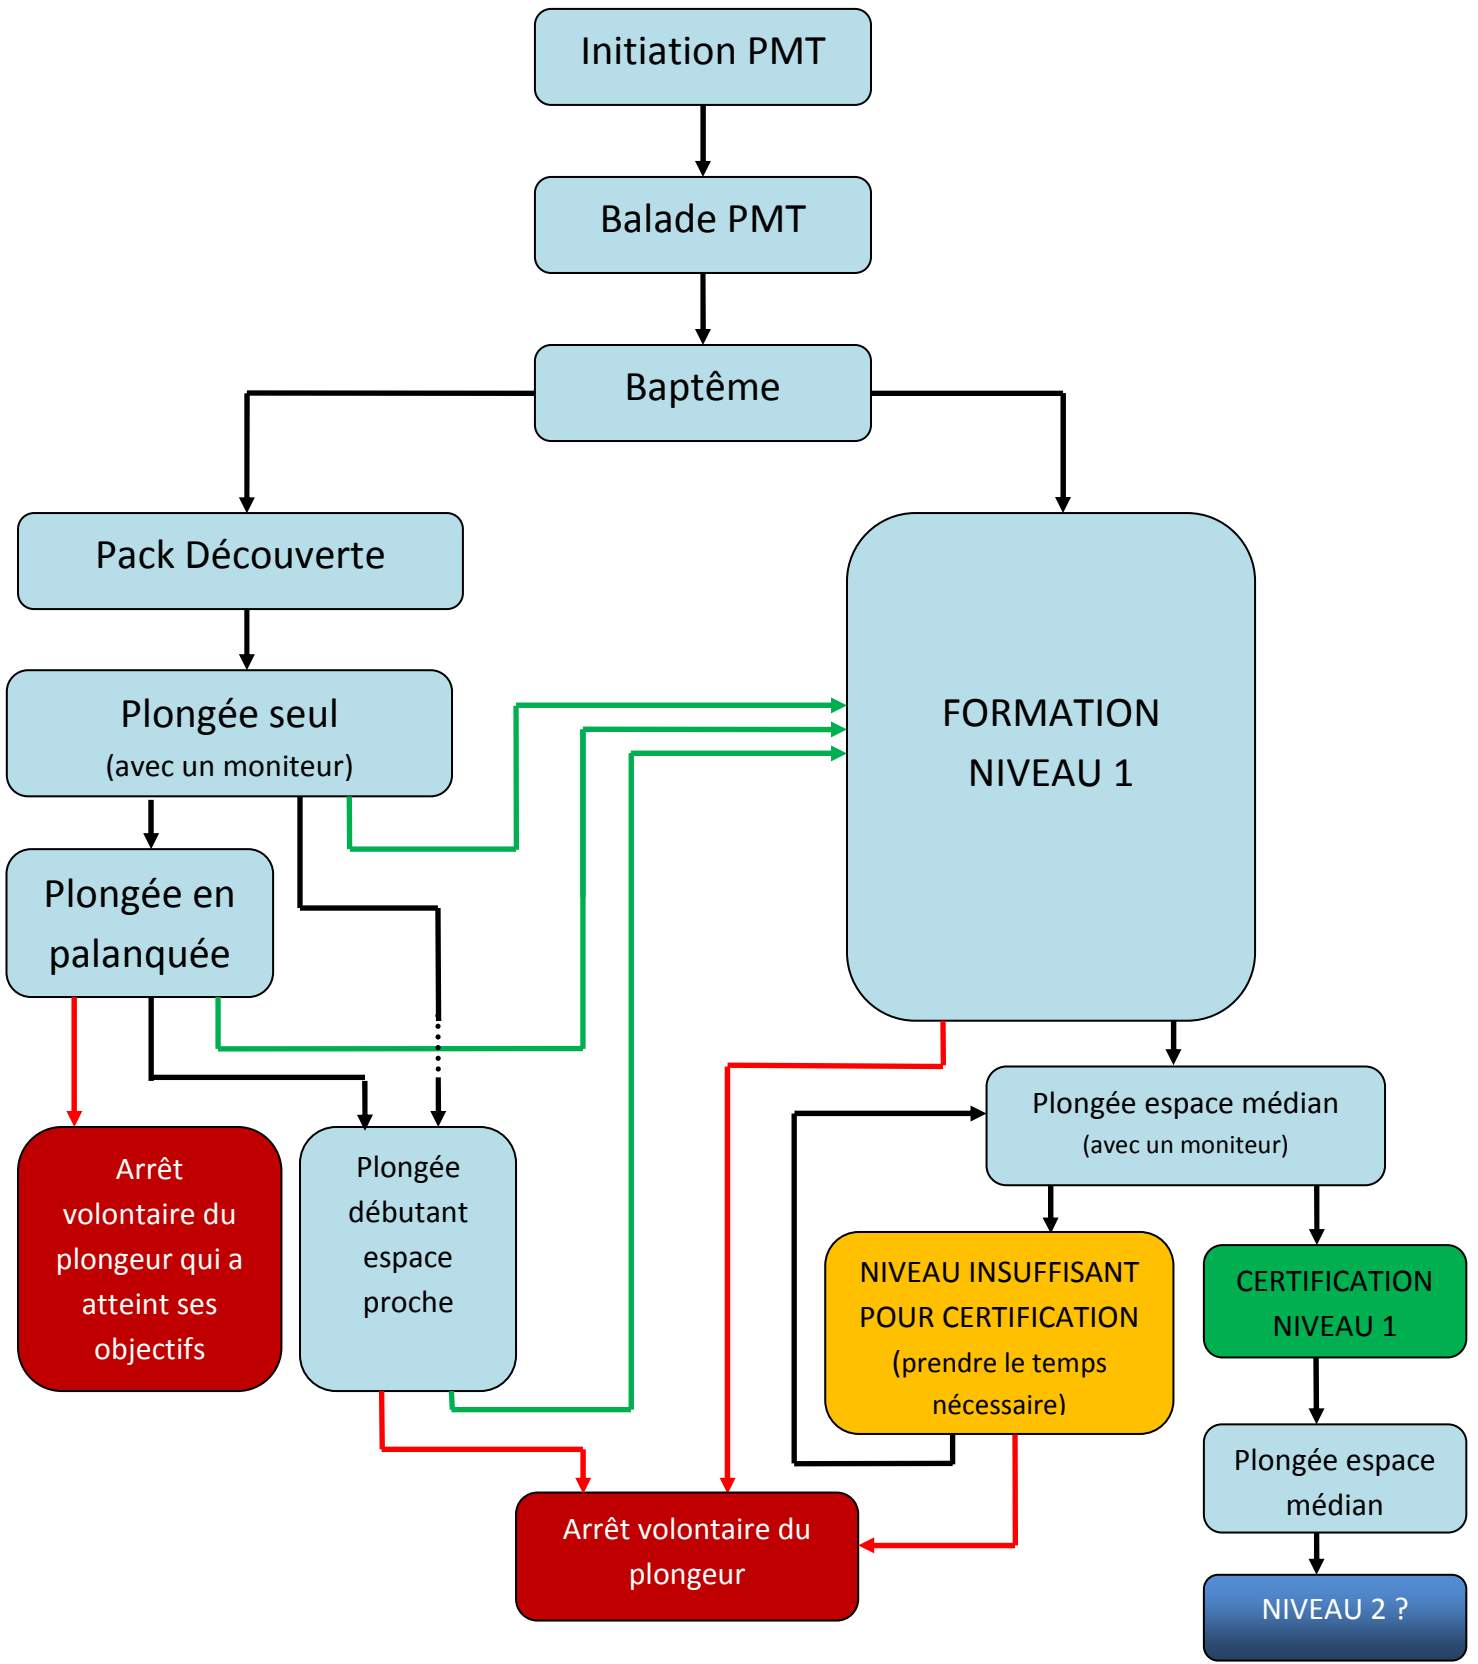 Initiation PMT
Balade PMT
Baptême
Pack Découverte
Plongée seul
(avec un moniteur)
FORMATION
NIVEAU 1
Plongée en
palanquée
Plongée espace médian
(avec un moniteur)
Arrêt
volontaire du
plongeur qui a
atteint ses
objectifs
Plongée
débutant
espace
proche
NIVEAU INSUFFISANT
POUR CERTIFICATION
(prendre le temps
nécessaire)
CERTIFICATION
NIVEAU 1
Plongée espace
médian
Arrêt volontaire du
plongeur
NIVEAU 2 ?